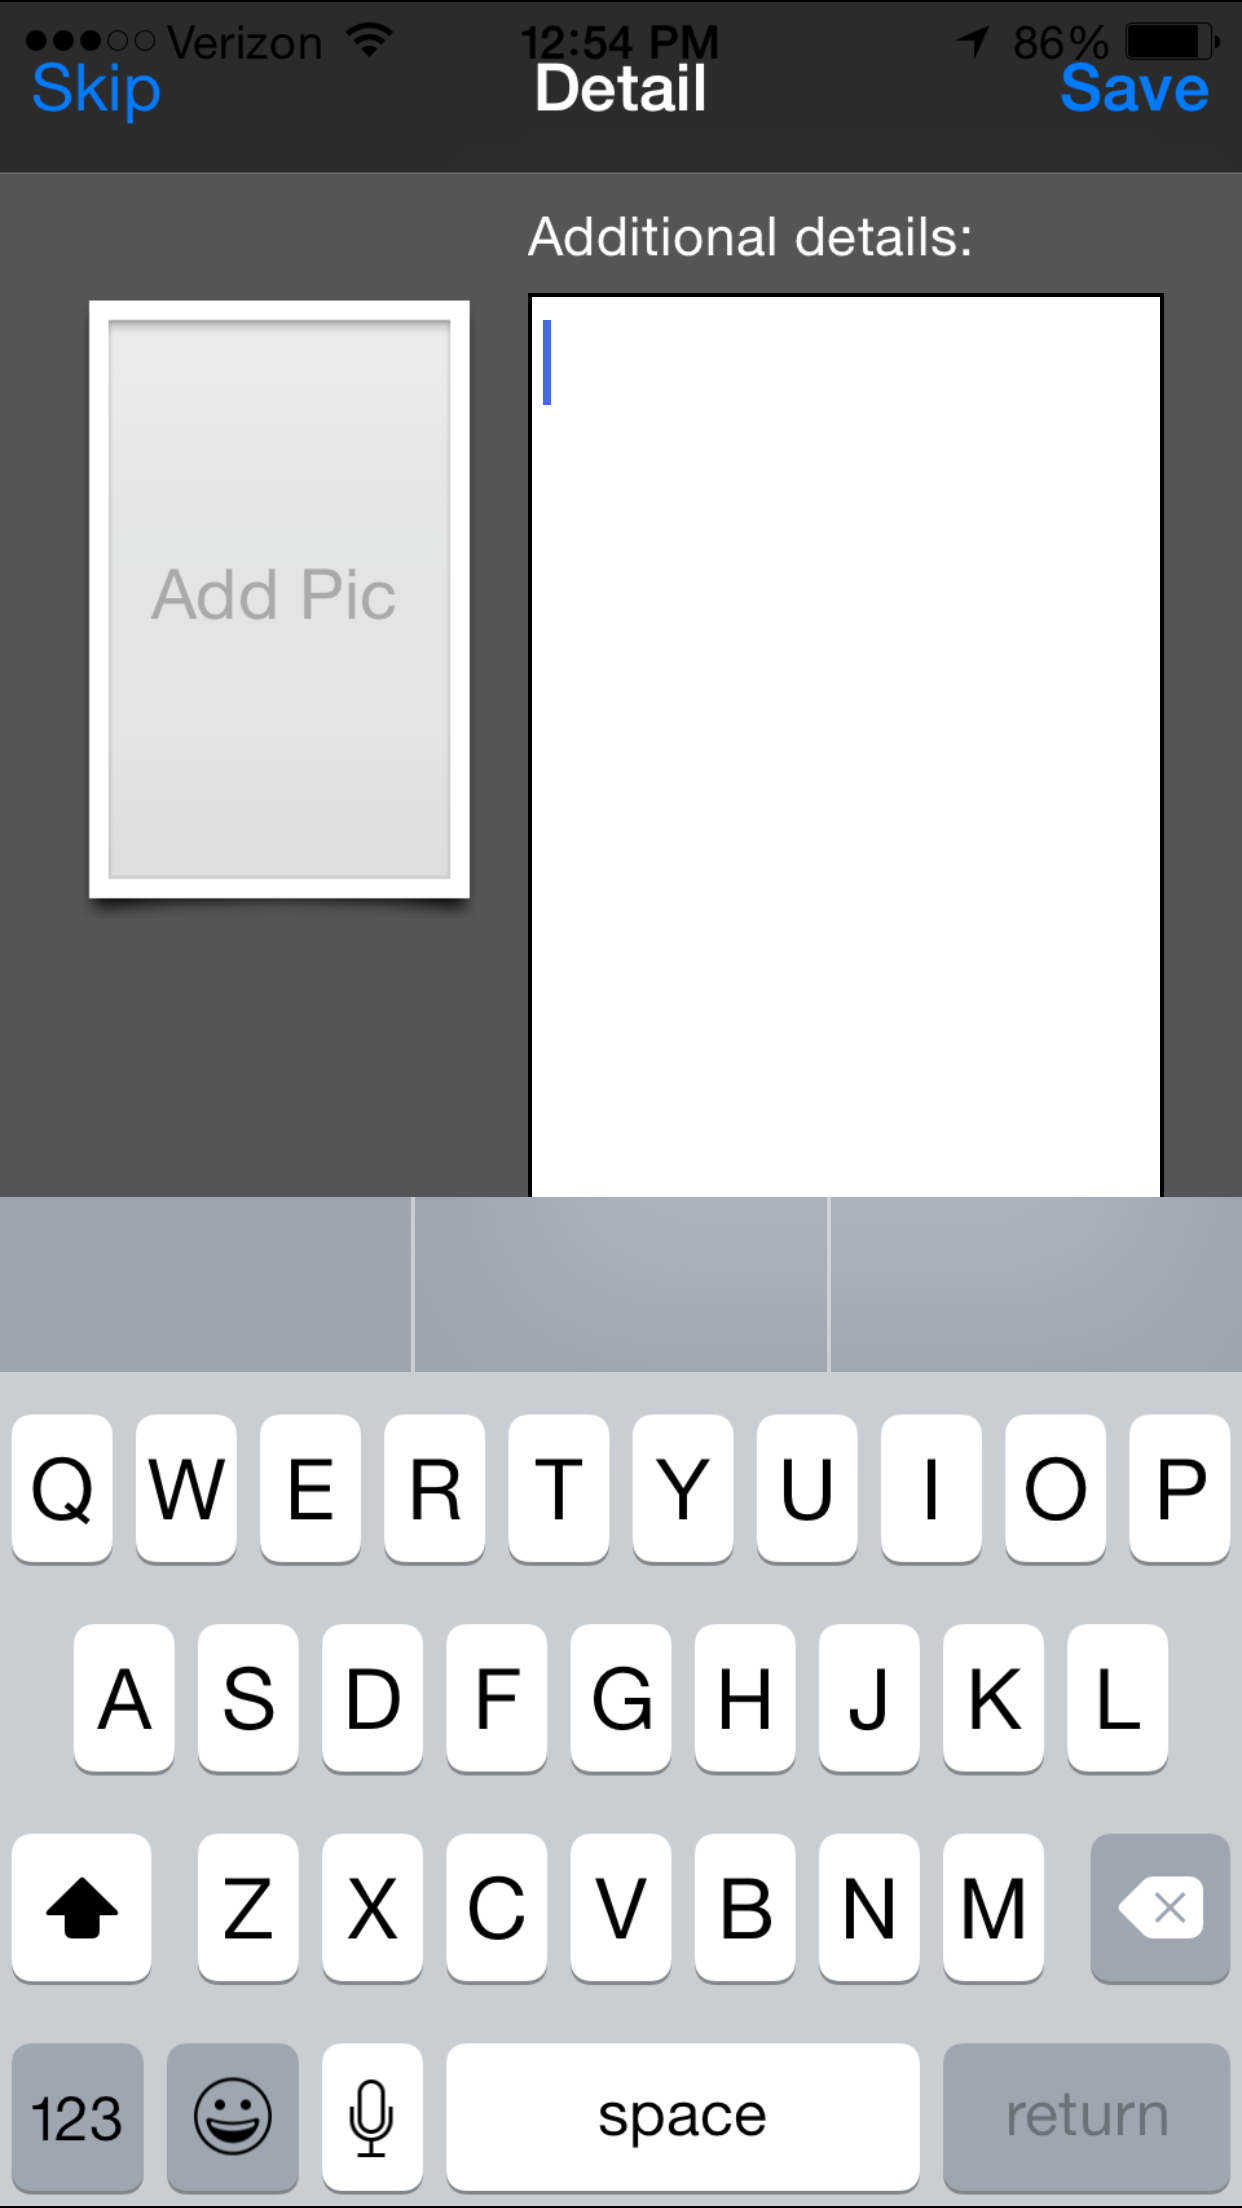 Verizon 12:54 PM 86%
Skip Detail Save
Additional details:
Add Pic
Q W E R T Y U I O P
A S D F G H J K L
Z X C V B N M
123 space return